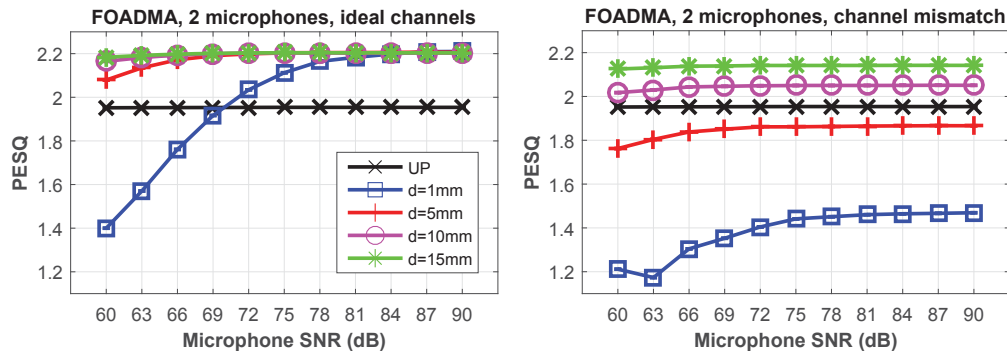 FOADMA, 2 microphones, ideal channels
PESQ
2.2
2
1.8
1.6
1.4
1.2
UP
d=1mm
d=5mm
d=10mm
d=15mm
60 63 66 69 72 75 78 81 84 87 90
Microphone SNR (dB)
FOADMA, 2 microphones, channel mismatch
PESQ
2.2
2
1.8
1.6
1.4
1.2
60 63 66 69 72 75 78 81 84 87 90
Microphone SNR (dB)